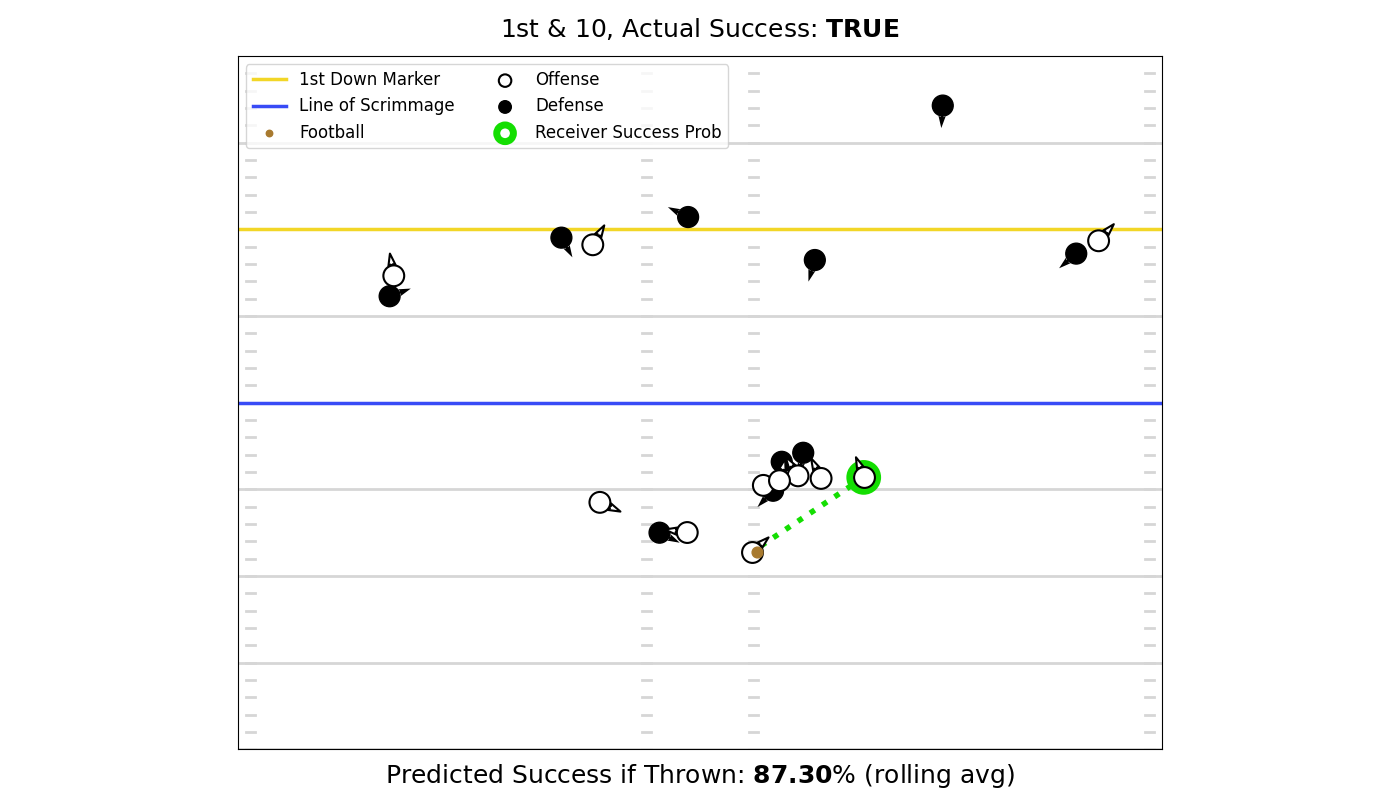 1st & 10, Actual Success: TRUE
1st Down Marker
Line of Scrimmage
Football
Offense
Defense
Receiver Success Prob
Predicted Success if Thrown: 87.30% (rolling avg)